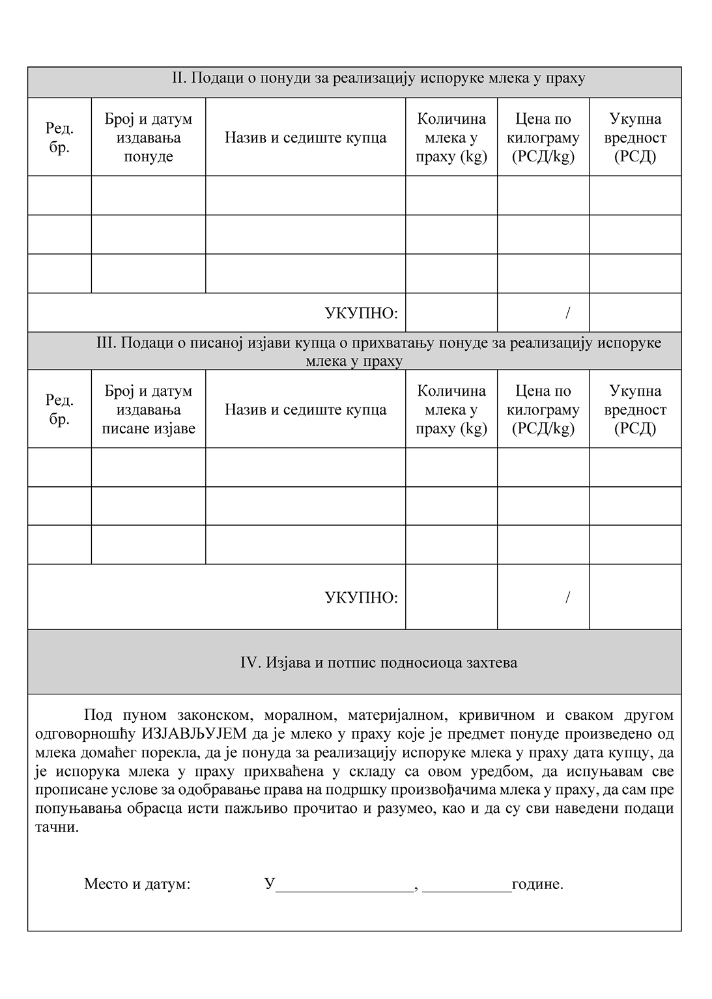 II. Подаци о понуди за реализацију испоруке млека у праху
Ред.
бр.
Број и датум
издавања
понуде
Назив и седиште купца
Количина
млека у
праху (kg)
Цена по
килограму
(РСД/kg)
Укупна
вредност
(РСД)
УКУПНО:
/
III. Подаци о писаној изјави купца о прихватању понуде за реализацију испоруке
млека у праху
Ред.
бр.
Број и датум
издавања
писане изјаве
Назив и седиште купца
Количина
млека у
праху (kg)
Цена по
килограму
(РСД/kg)
Укупна
вредност
(РСД)
УКУПНО:
/
IV. Изјава и потпис подносиоца захтева
Под пуном законском, моралном, материјалном, кривичном и сваком другом
одговорношћу ИЗЈАВЉУЈЕМ да је млеко у праху које је предмет понуде произведено од
млека домаћег порекла, да је понуда за реализацију испоруке млека у праху дата купцу, да
је испорука млека у праху прихваћена у складу са овом уредбом, да испуњавам све
прописане услове за одобравање права на подршку произвођачима млека у праху, да сам пре
попуњавања обрасца исти пажљиво прочитао и разумео, као и да су сви наведени подаци
тачни.
Место и датум: У_________________, ___________године.